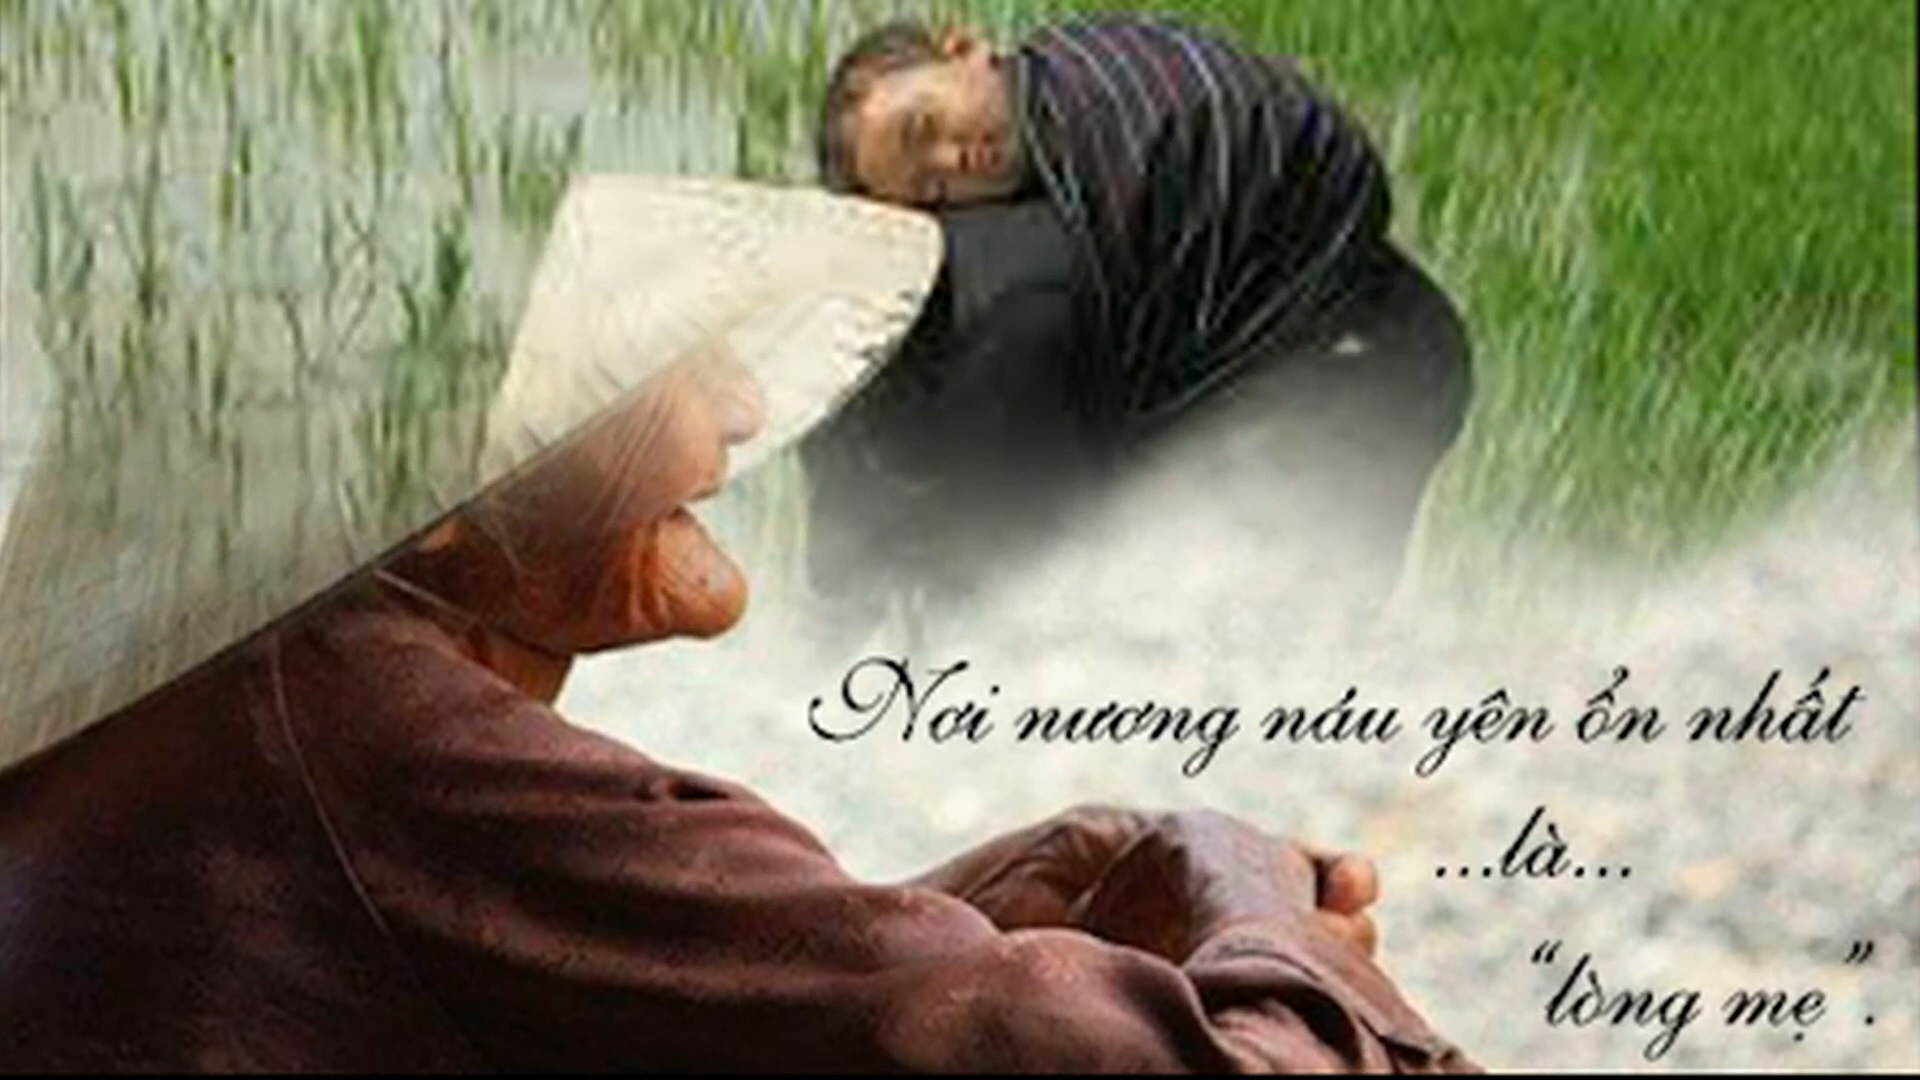 Nơi nương náu yên ổn nhất
...là...
“lòng mẹ”.